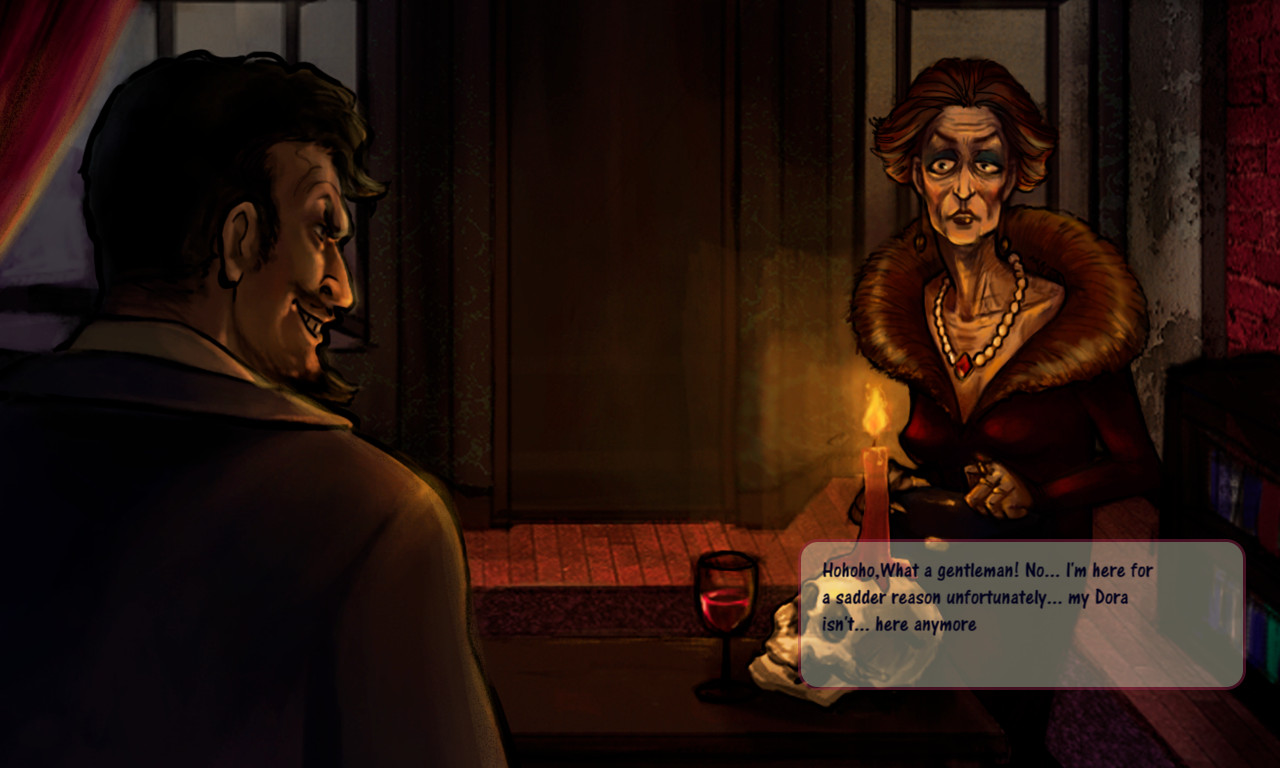 Hohoho,What a gentleman! No... I'm here for
a sadder reason unfortunately... my Dora
isn't... here anymore